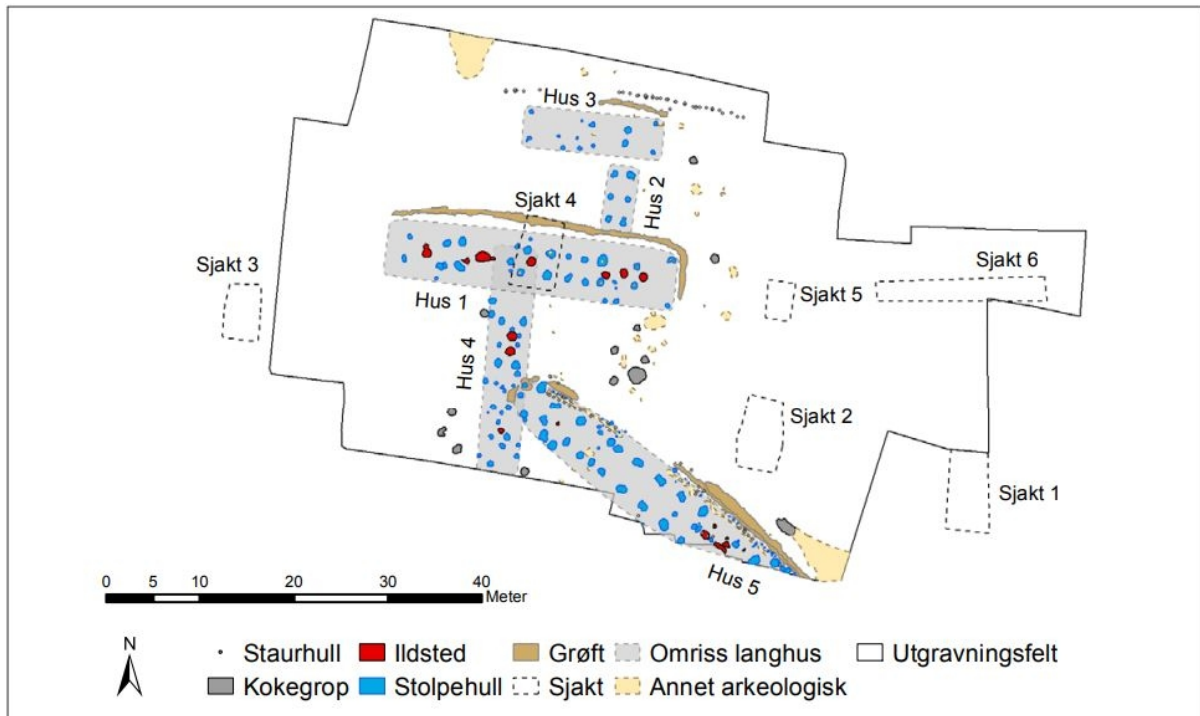 Hus 3
Hus 2
Sjakt 4
Sjakt 3
Sjakt 6
Sjakt 5
Hus 1
Hus 4
Sjakt 2
Sjakt 1
Hus 5
0 5 10 20 30 40
Meter
N
Staurhull Ildsted Grøft Omriss langhus Utgravningsfelt
Kokegrop Stolpehull Sjakt Annet arkeologisk